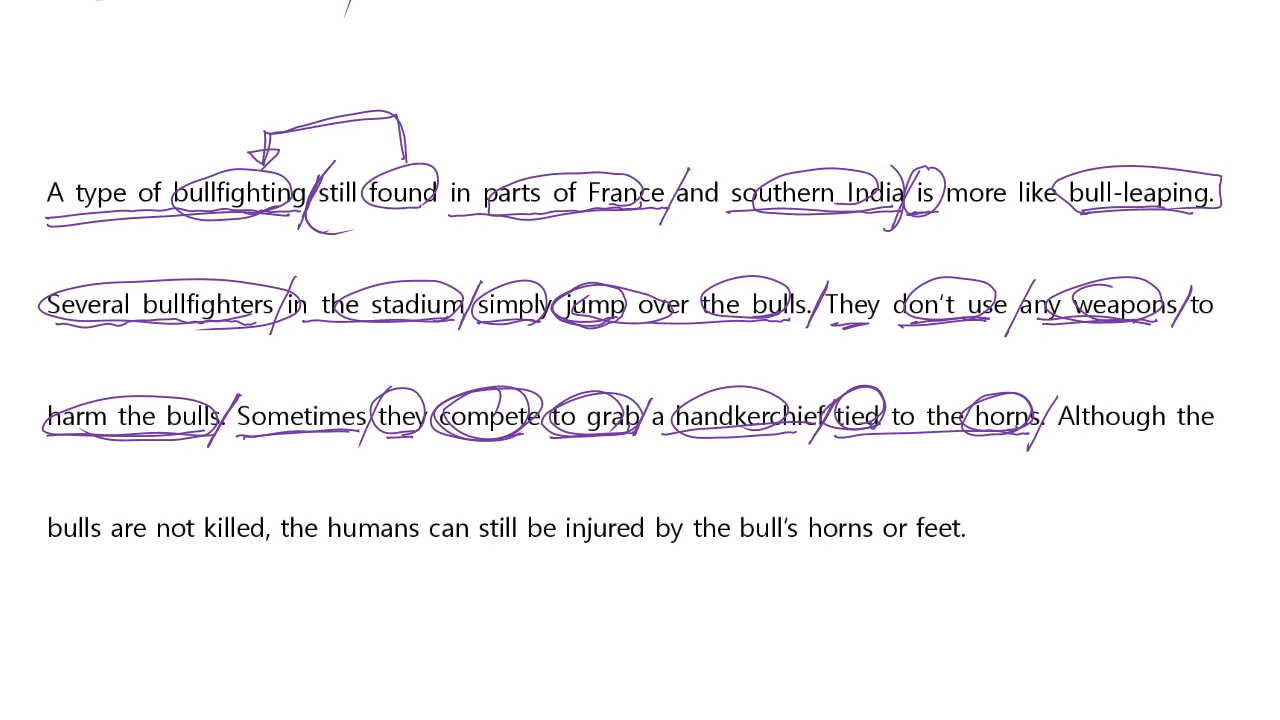 A type of bullfighting still found in parts of France and southern India is more like bull-leaping.
Several bullfighters in the stadium simply jump over the bulls. They don't use any weapons to
harm the bulls. Sometimes they compete to grab a handkerchief tied to the horns. Although the
bulls are not killed, the humans can still be injured by the bull's horns or feet.